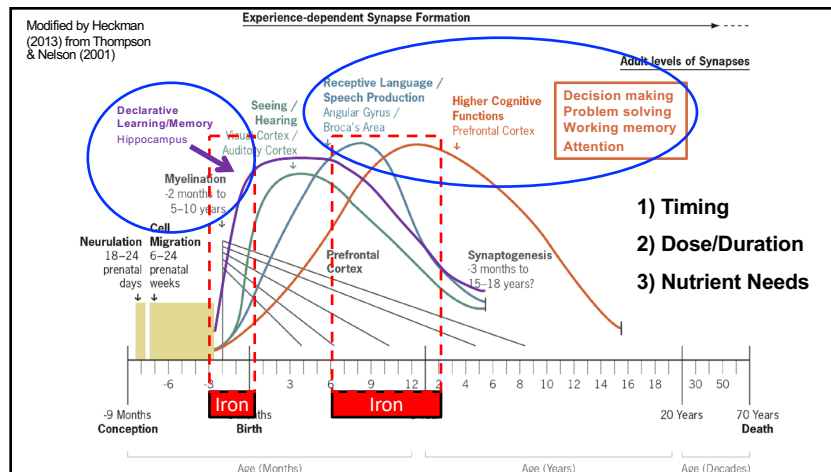 Modified by Heckman
(2013) from Thompson
& Nelson (2001)
Experience-dependent Synapse Formation
Adult levels of Synapses
Declarative
Learning/Memory
Hippocampus
Seeing /
Hearing
Visual Cortex /
Auditory Cortex
Receptive Language /
Speech Production
Angular Gyrus /
Broca's Area
Higher Cognitive
Functions
Prefrontal Cortex
Decision making
Problem solving
Working memory
Attention
Myelination
-2 months to
5–10 years
Neurulation
18–24
prenatal
days
Cell
Migration
6–24
prenatal
weeks
Prefrontal
Cortex
Synaptogenesis
-3 months to
15–18 years?
1) Timing
2) Dose/Duration
3) Nutrient Needs
-6 -3 3 6 9 12 2 4 6 8 10 12 14 16 18 30 50
Iron
Iron
-9 Months
Conception
Months
Birth
20 Years
70 Years
Death
Age (Months)
Age (Years)
Age (Decades)